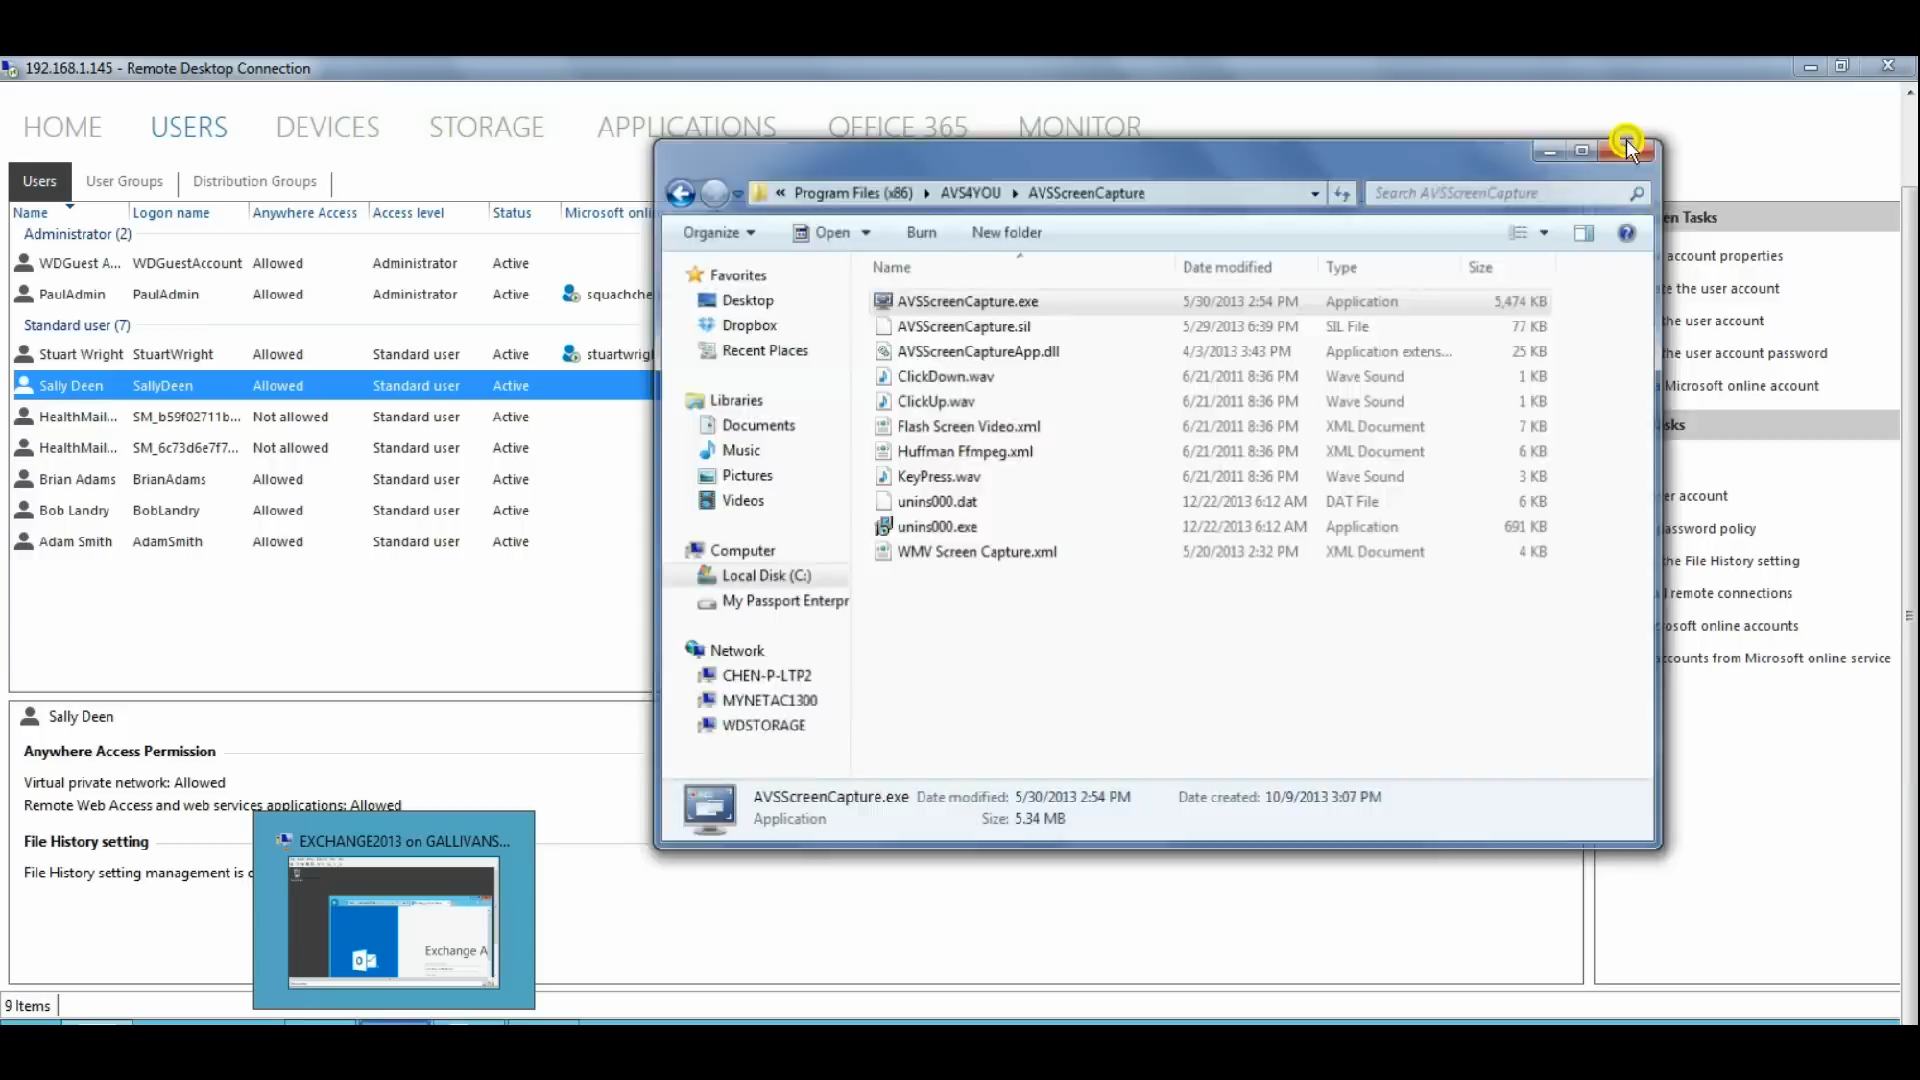 192.168.1.145 - Remote Desktop Connection
HOME USERS DEVICES STORAGE APPLICATIONS OFFICE 365 MONITOR
Users User Groups Distribution Groups
Name Logon name Anywhere Access Access level Status Microsoft onli
Administrator (2)
WDGuest A... WDGuestAccount Allowed Administrator Active
PaulAdmin PaulAdmin Allowed Administrator Active squachche
Standard user (7)
Stuart Wright StuartWright Allowed Standard user Active stuartwrigh
Sally Deen SallyDeen Allowed Standard user Active
HealthMail... SM_b59f02711b... Not allowed Standard user Active
HealthMail... SM_6c73d6e7f7... Not allowed Standard user Active
Brian Adams BrianAdams Allowed Standard user Active
Bob Landry BobLandry Allowed Standard user Active
Adam Smith AdamSmith Allowed Standard user Active
Sally Deen
Anywhere Access Permission
Virtual private network: Allowed
Remote Web Access and web services applications: Allowed
File History setting
File History setting management is
EXCHANGE2013 on GALLIVANS...
Exchange A
9 Items
« Program Files (x86) AVS4YOU AVSScreenCapture Search AVSScreenCapture
Organize Open Burn New folder
Favorites
Desktop
Dropbox
Recent Places
Libraries
Documents
Music
Pictures
Videos
Computer
Local Disk (C:)
My Passport Enterpr
Network
CHEN-P-LTP2
MYNETAC1300
WDSTORAGE
Name Date modified Type Size
AVSScreenCapture.exe 5/30/2013 2:54 PM Application 5,474 KB
AVSScreenCapture.sil 5/29/2013 6:39 PM SIL File 77 KB
AVSScreenCaptureApp.dll 4/3/2013 3:43 PM Application extens... 25 KB
ClickDown.wav 6/21/2011 8:36 PM Wave Sound 1 KB
ClickUp.wav 6/21/2011 8:36 PM Wave Sound 1 KB
Flash Screen Video.xml 6/21/2011 8:36 PM XML Document 7 KB
Huffman Ffmpeg.xml 6/21/2011 8:36 PM XML Document 6 KB
KeyPress.wav 6/21/2011 8:36 PM Wave Sound 3 KB
unins000.dat 12/22/2013 6:12 AM DAT File 6 KB
unins000.exe 12/22/2013 6:12 AM Application 691 KB
WMV Screen Capture.xml 5/20/2013 2:32 PM XML Document 4 KB
AVSScreenCapture.exe Date modified: 5/30/2013 2:54 PM Date created: 10/9/2013 3:07 PM
Application Size: 5.34 MB
en Tasks
account properties
te the user account
the user account
the user account password
Microsoft online account
sks
er account
assword policy
the File History setting
l remote connections
rosoft online accounts
ccounts from Microsoft online service